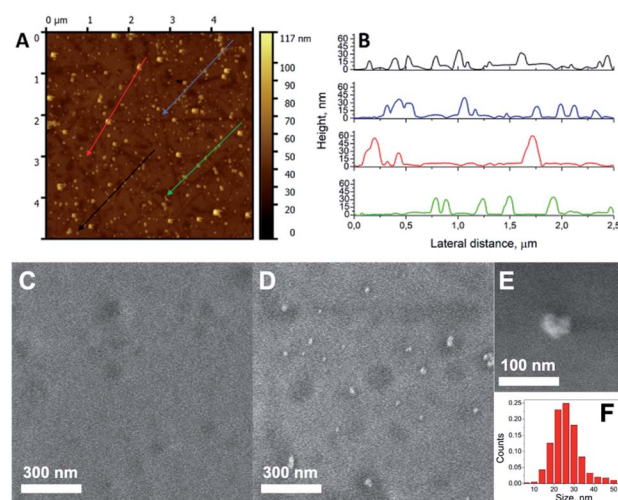 0 µm 1 2 3 4
A
0
1
2
3
4
117 nm
100
90
80
70
60
50
40
30
20
0
B
Height, nm
60
45
30
15
0
60
45
30
15
0
60
45
30
15
0
60
45
30
15
0
0,0 0,5 1,0 1,5 2,0 2,5
Lateral distance, µm
C
300 nm
D
300 nm
E
100 nm
F
Counts
0.25
0.20
0.15
0.10
0.05
0.00
10 20 30 40 50
Size, nm